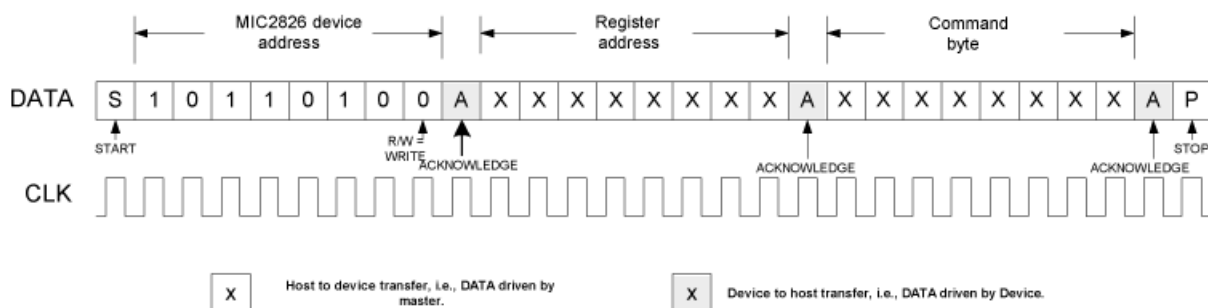 MIC2826 device
address
Register
address
Command
byte
DATA S 1 0 1 1 0 1 0 0 A X X X X X X X X A X X X X X X X X A P
START
R/W =
WRITE
ACKNOWLEDGE
ACKNOWLEDGE
ACKNOWLEDGE
STOP
CLK
X Host to device transfer, i.e., DATA driven by
master.
X Device to host transfer, i.e., DATA driven by Device.